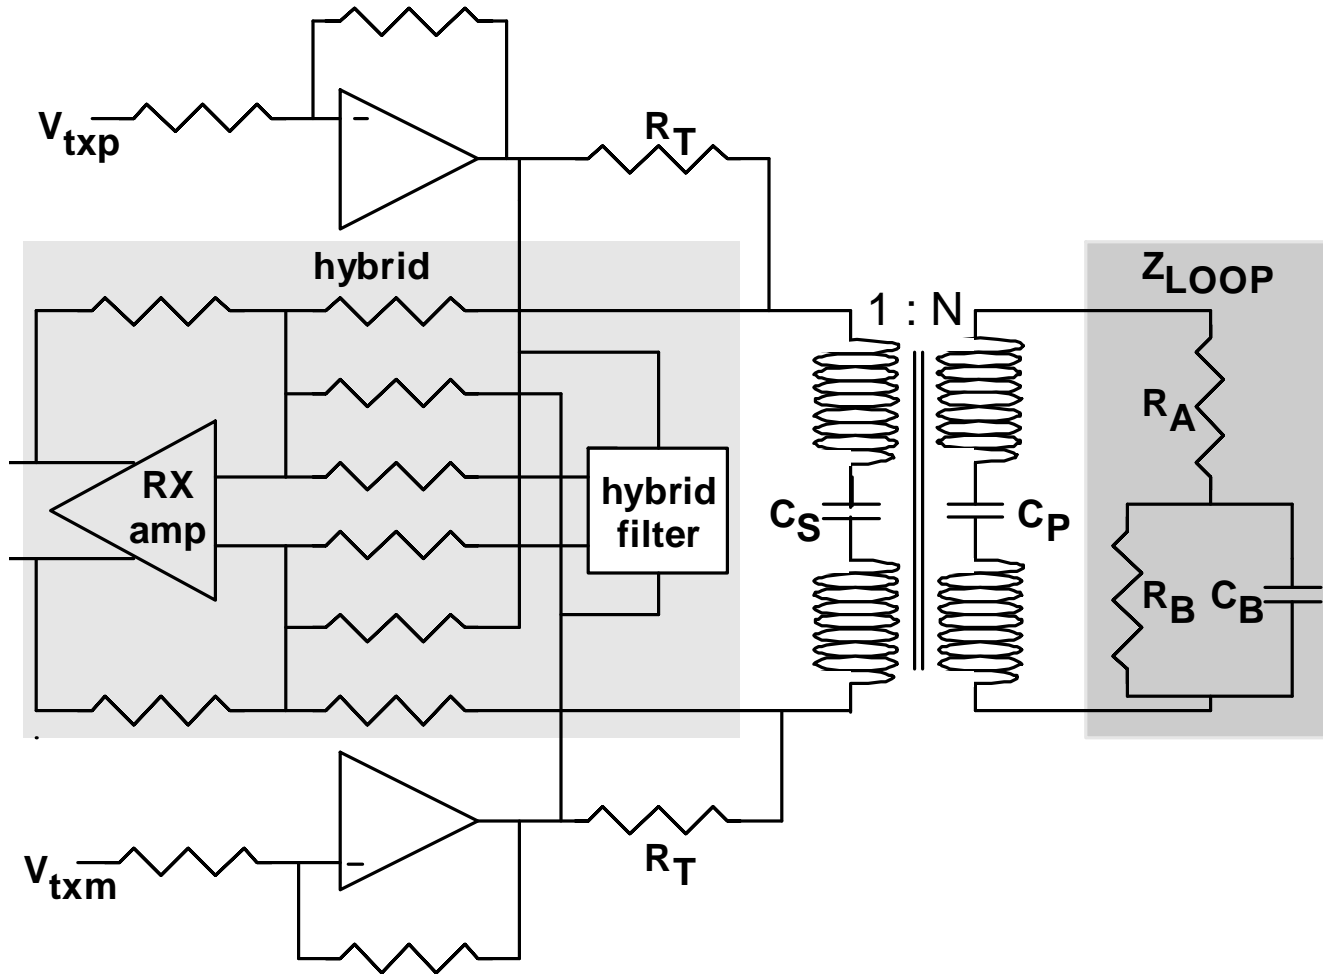 V_txp
−
R_T
hybrid
1 : N
Z_LOOP
R_A
RX
amp
hybrid
filter
C_S
C_P
R_B
C_B
V_txm
−
R_T